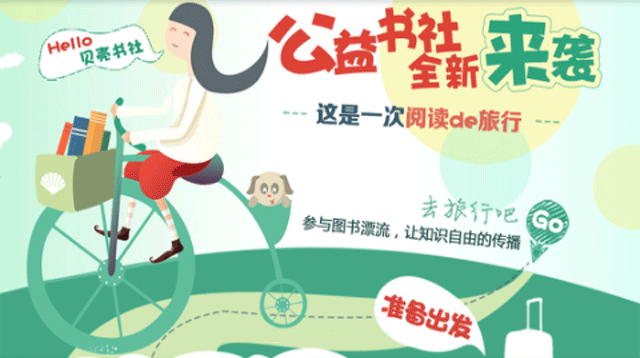 Hello
贝壳书社
公益书社
全新
来袭
这是一次阅读de旅行
去旅行吧
GO
参与图书漂流，让知识自由的传播
准备出发